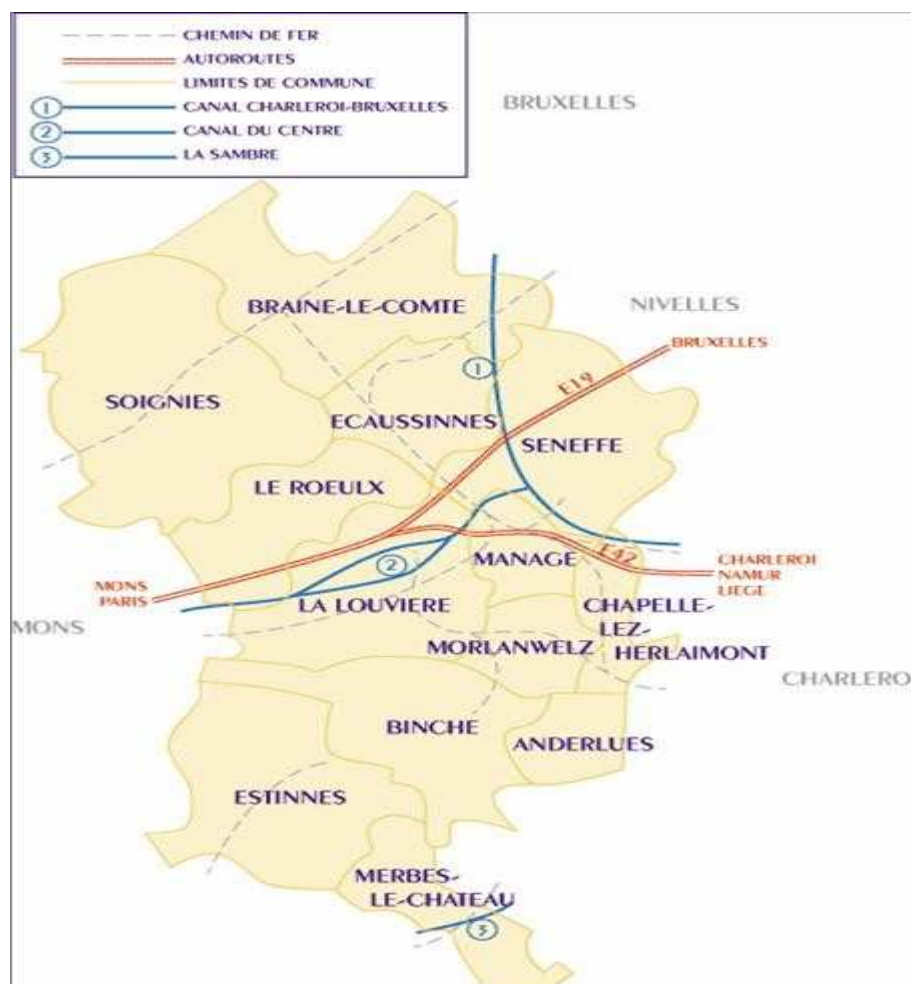 CHEMIN DE FER
AUTOROUTES
LIMITES DE COMMUNE
1 CANAL CHARLEROI-BRUXELLES
2 CANAL DU CENTRE
3 LA SAMBRE
BRUXELLES
BRAINE-LE-COMTE
NIVELLES
BRUXELLES
1
E19
SOIGNIES
ECAUSSINNES
SENEFFE
LE ROEULX
MANAGE
E42
2
CHARLEROI
NAMUR
LIEGE
MONS
PARIS
LA LOUVIERE
CHAPELLE-
LEZ-
HERLAIMONT
MONS
MORLANWELZ
CHARLERO
BINCHE
ANDERLUES
ESTINNES
MERBES-
LE-CHATEAU
3